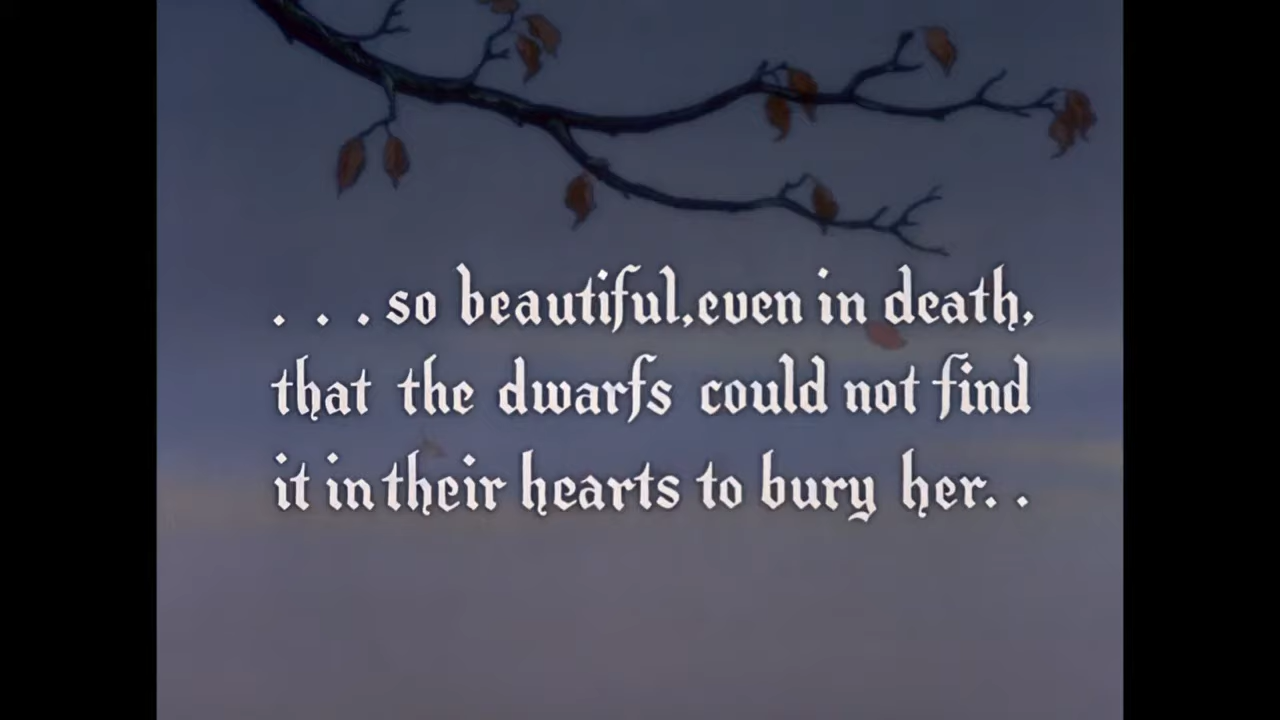 . . . so beautiful, even in death,
that the dwarfs could not find
it in their hearts to bury her. .